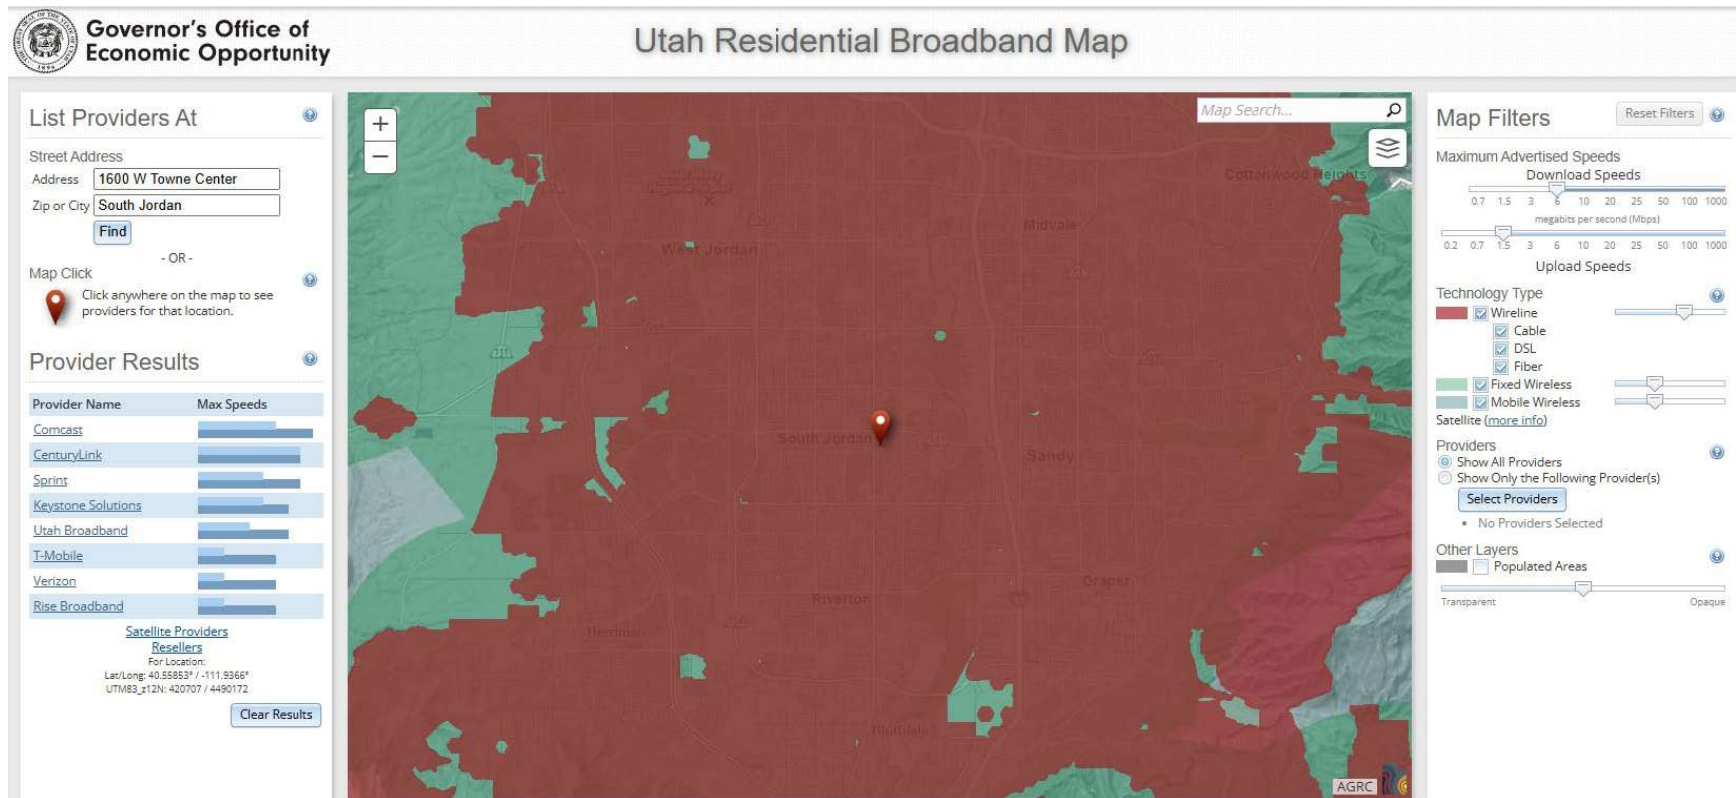 Governor's Office of
Economic Opportunity
Utah Residential Broadband Map
List Providers At
Street Address
Address 1600 W Towne Center
Zip or City South Jordan
Find
- OR -
Map Click
Click anywhere on the map to see
providers for that location.
Provider Results
Provider Name Max Speeds
Comcast
CenturyLink
Sprint
Keystone Solutions
Utah Broadband
T-Mobile
Verizon
Rise Broadband
Satellite Providers
Resellers
For Location:
Lat/Long: 40.55853° / -111.9366°
UTM83_z12N: 420707 / 4490172
Clear Results
+
−
Map Search...
Cottonwood Heights
Midvale
West Jordan
South Jordan
Sandy
Draper
Riverton
Herriman
Bluffdale
AGRC
Map Filters
Reset Filters
Maximum Advertised Speeds
Download Speeds
0.7 1.5 3 6 10 20 25 50 100 1000
megabits per second (Mbps)
0.2 0.7 1.5 3 6 10 20 25 50 100 1000
Upload Speeds
Technology Type
Wireline
Cable
DSL
Fiber
Fixed Wireless
Mobile Wireless
Satellite (more info)
Providers
Show All Providers
Show Only the Following Provider(s)
Select Providers
• No Providers Selected
Other Layers
Populated Areas
Transparent Opaque